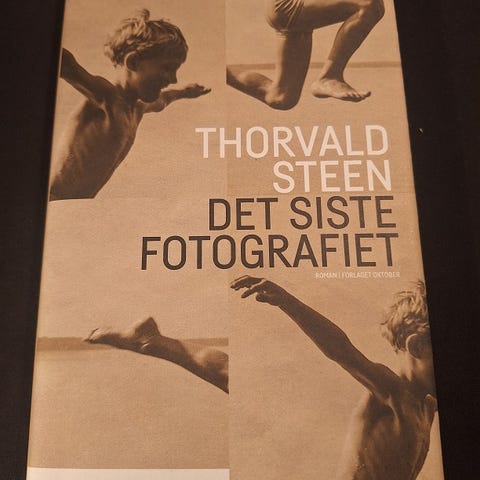 THORVALD
STEEN
DET SISTE
FOTOGRAFIET
ROMAN | FORLAGET OKTOBER